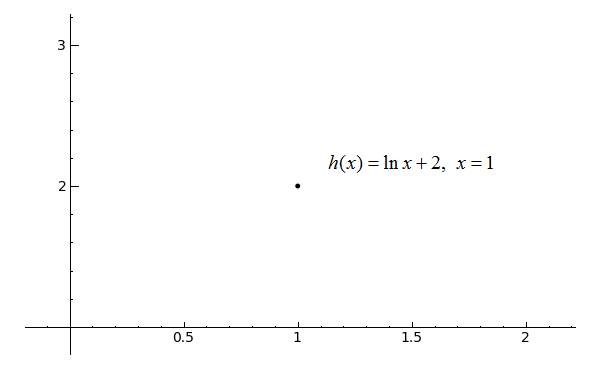 3
h(x) = ln x + 2, x = 1
2
0.5 1 1.5 2